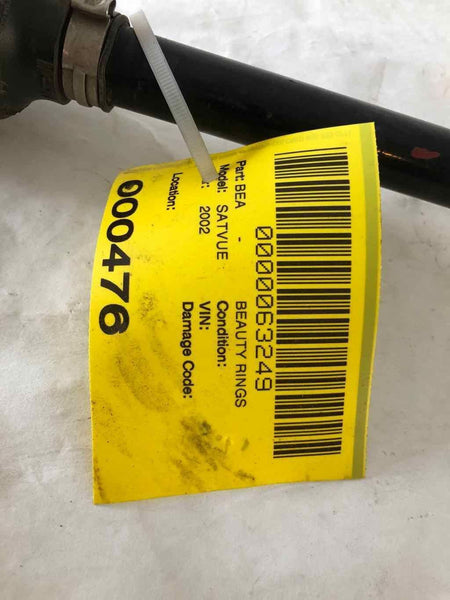 0000063249
Part: BEA - BEAUTY RINGS
Model: SATVUE Condition:
: 2002 VIN:
Location: Damage Code:
000476